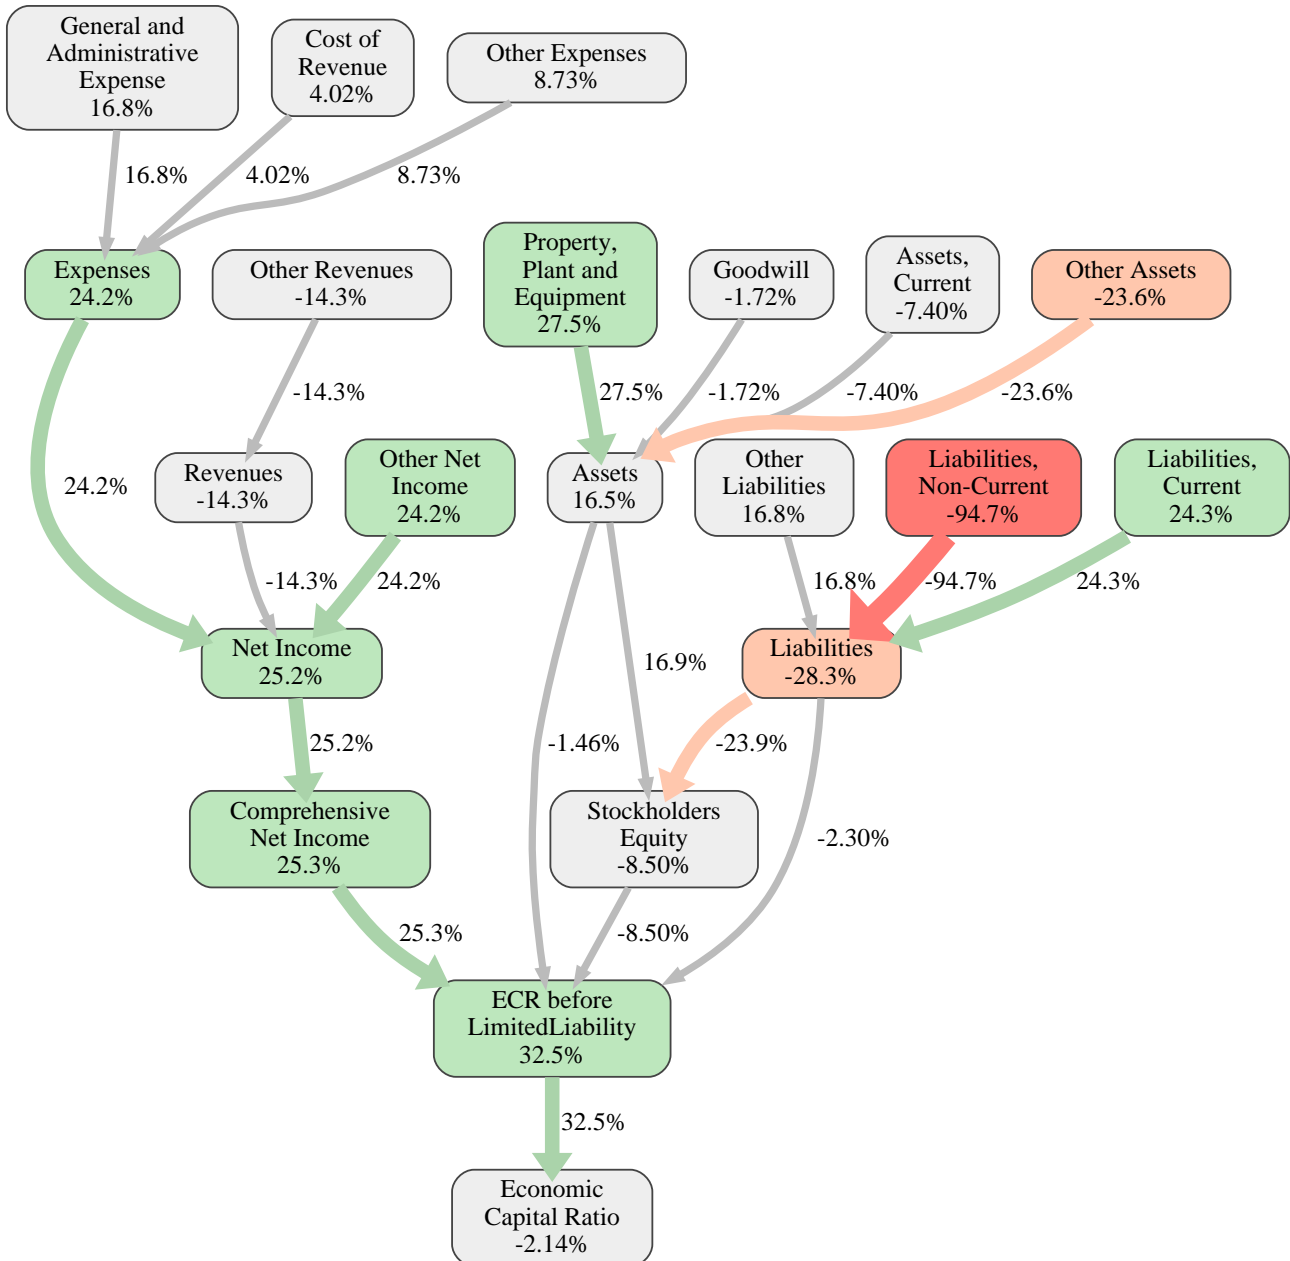 General and
Administrative
Expense
16.8%
Cost of
Revenue
4.02%
Other Expenses
8.73%
16.8%
4.02%
8.73%
Expenses
24.2%
Other Revenues
-14.3%
Property,
Plant and
Equipment
27.5%
Goodwill
-1.72%
Assets,
Current
-7.40%
Other Assets
-23.6%
-14.3%
27.5%
-1.72%
-7.40%
-23.6%
24.2%
Revenues
-14.3%
Other Net
Income
24.2%
Assets
16.5%
Other
Liabilities
16.8%
Liabilities,
Non-Current
-94.7%
Liabilities,
Current
24.3%
-14.3%
24.2%
16.8%
-94.7%
24.3%
Net Income
25.2%
16.9%
Liabilities
-28.3%
25.2%
-1.46%
-23.9%
Comprehensive
Net Income
25.3%
Stockholders
Equity
-8.50%
-2.30%
25.3%
-8.50%
ECR before
LimitedLiability
32.5%
32.5%
Economic
Capital Ratio
-2.14%